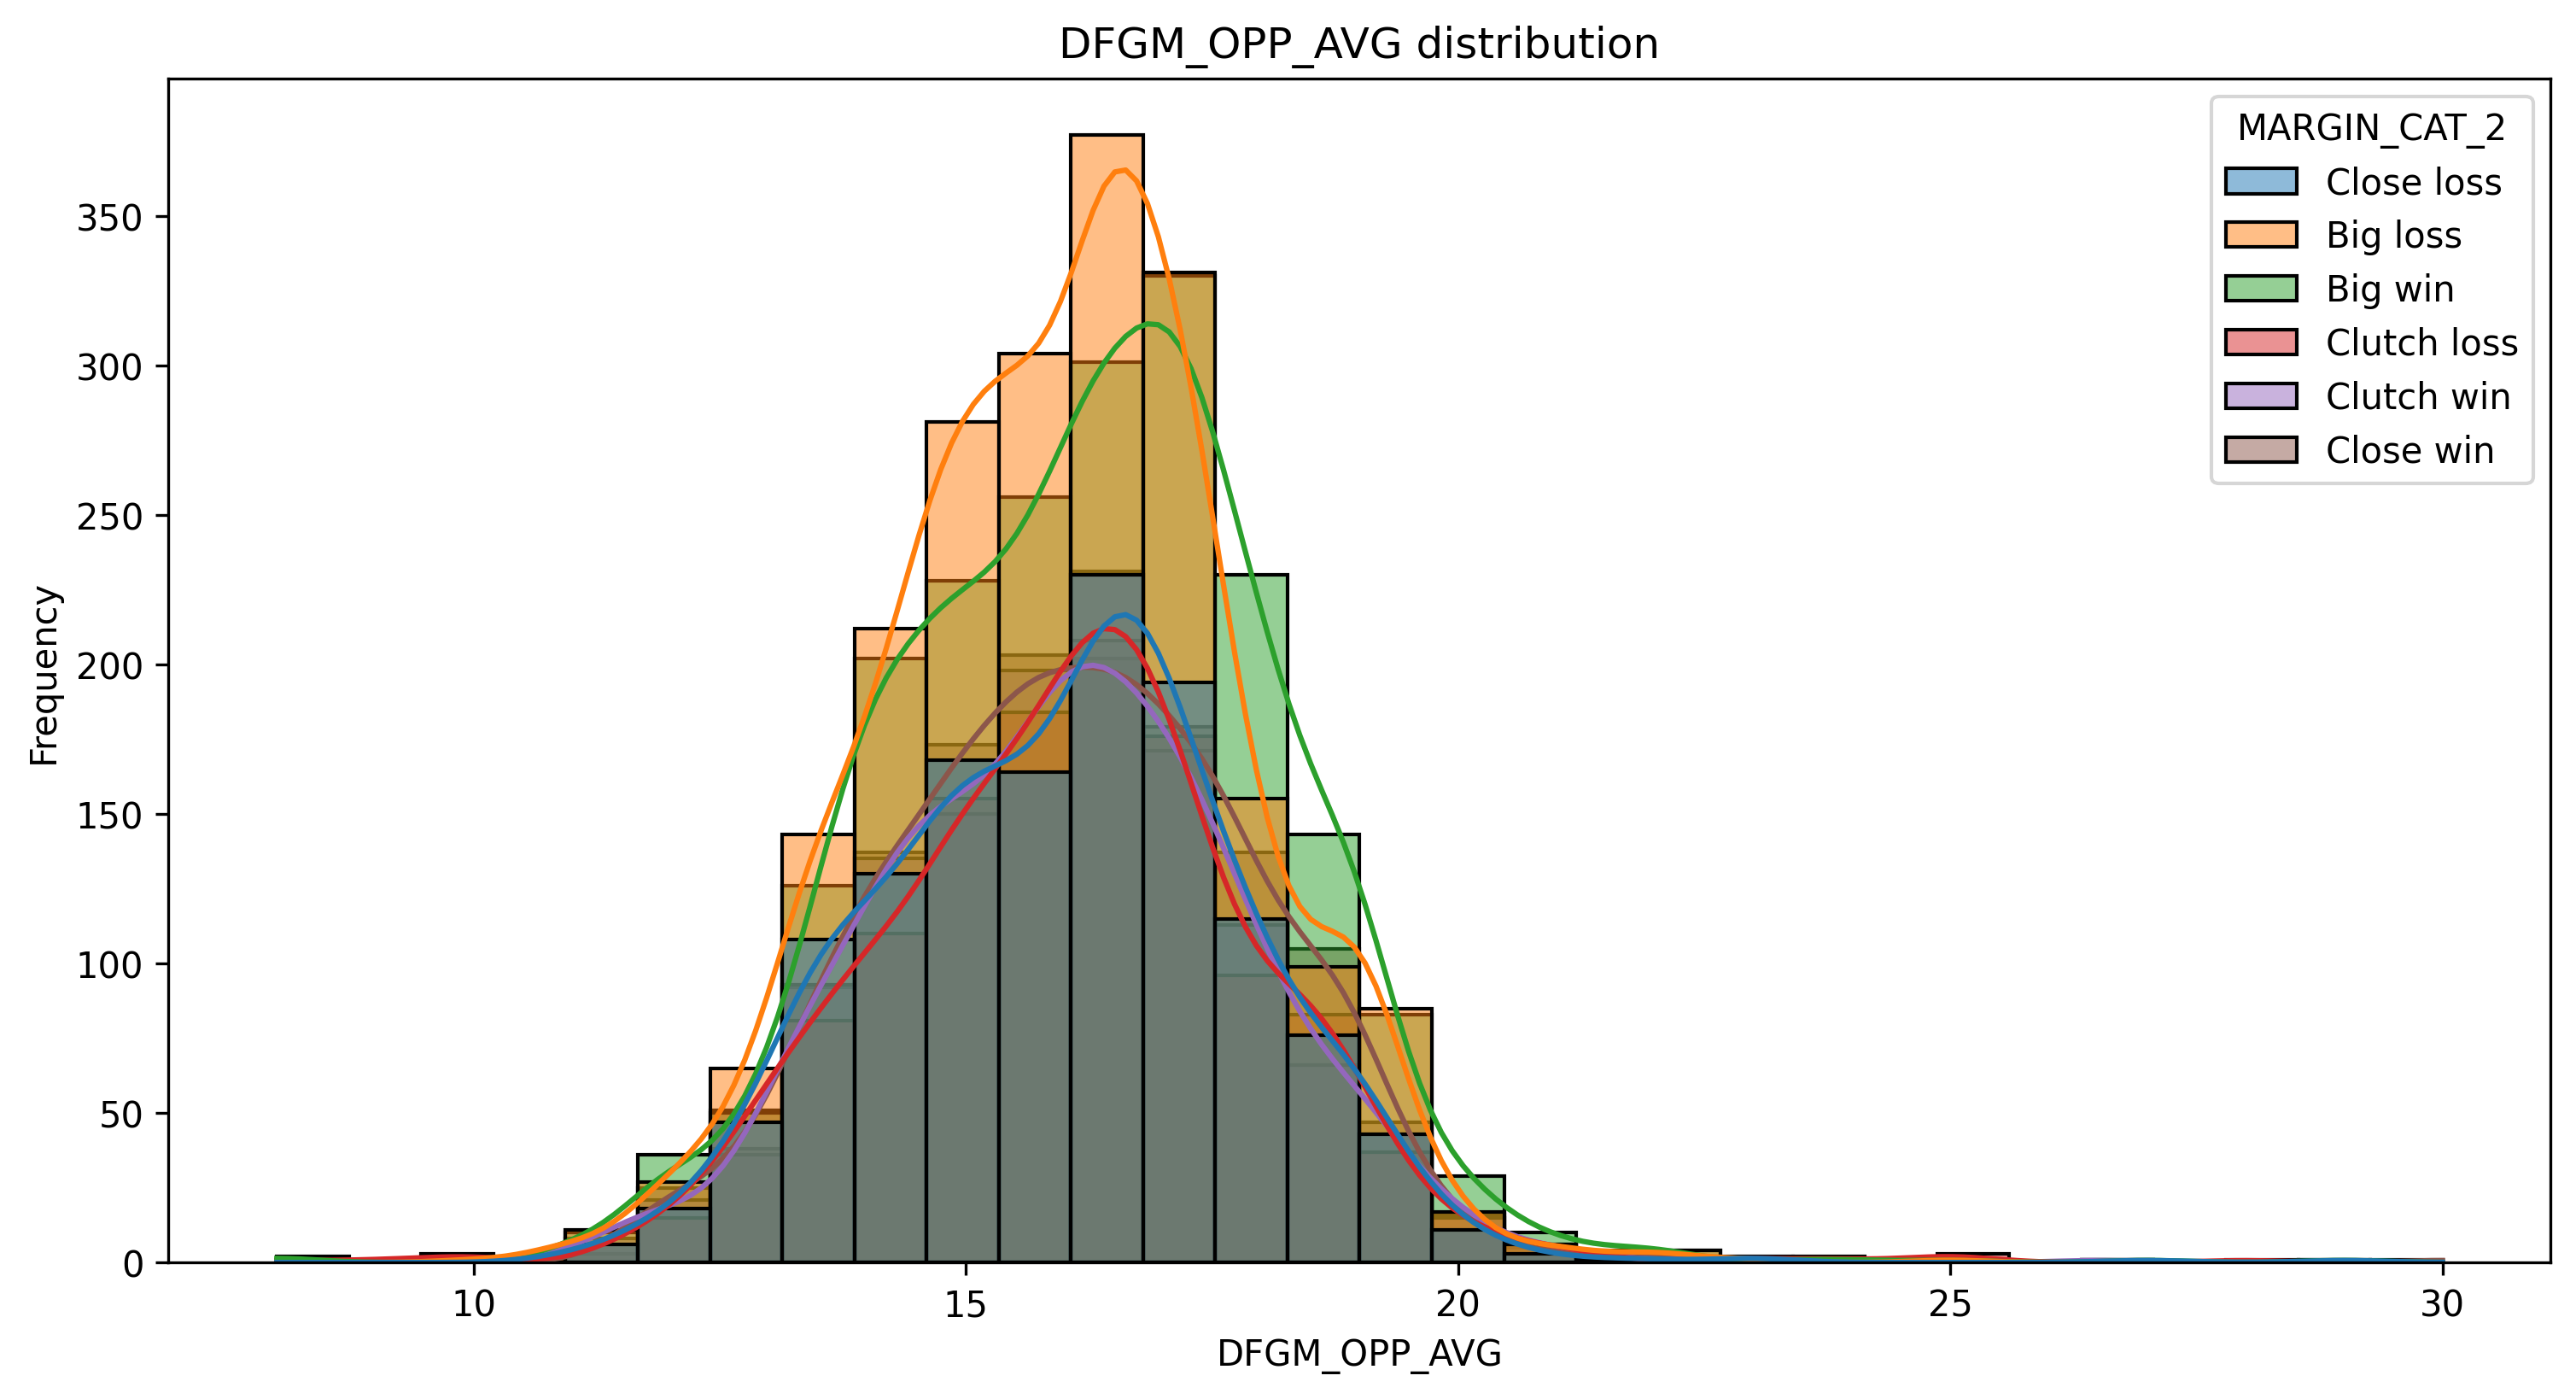 DFGM_OPP_AVG distribution
MARGIN_CAT_2
Close loss
Big loss
Big win
Clutch loss
Clutch win
Close win
Frequency
350
300
250
200
150
100
50
0
10
15
20
25
30
DFGM_OPP_AVG